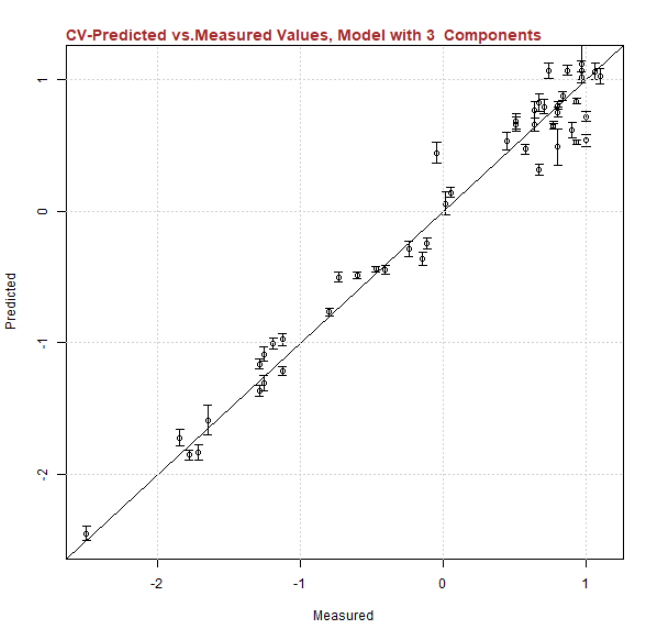 CV-Predicted vs.Measured Values, Model with 3  Components
1
0
-1
-2
Predicted
-2
-1
0
1
Measured